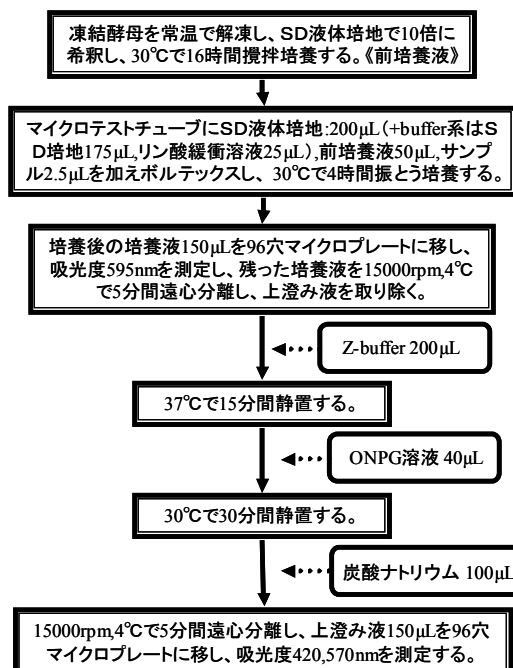 凍結酵母を常温で解凍し、SD液体培地で10倍に
希釈し、30℃で16時間攪拌培養する。《前培養液》
マイクロテストチューブにSD液体培地:200μL(+buffer系はS
D培地175μL,リン酸緩衝溶液25μL),前培養液50μL,サンプ
ル2.5μLを加えボルテックスし、30℃で4時間振とう培養する。
培養後の培養液150μLを96穴マイクロプレートに移し、
吸光度595nmを測定し、残った培養液を15000rpm,4℃
で5分間遠心分離し、上澄み液を取り除く。
Z-buffer 200μL
37℃で15分間静置する。
ONPG溶液 40μL
30℃で30分間静置する。
炭酸ナトリウム 100μL
15000rpm,4℃で5分間遠心分離し、上澄み液150μLを96穴
マイクロプレートに移し、吸光度420,570nmを測定する。